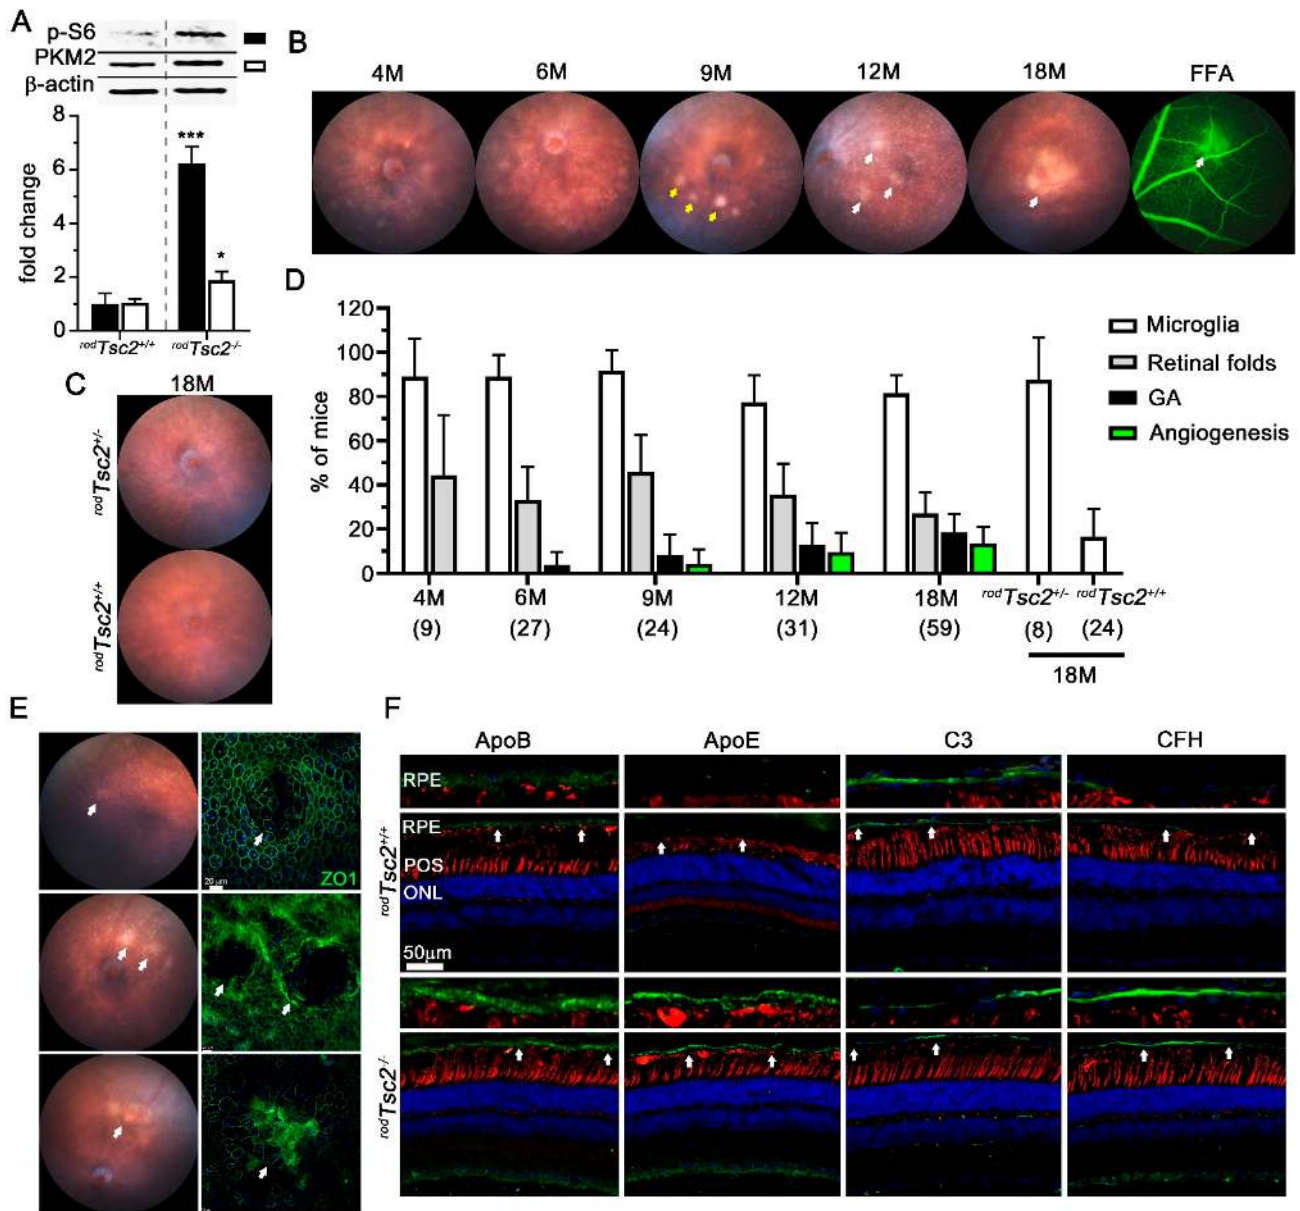 A
p-S6
PKM2
β-actin
8
6
4
2
0
fold change
***
*
rodTsc2+/+
rodTsc2-/-
B
4M
6M
9M
12M
18M
FFA
C
18M
rodTsc2+/-
rodTsc2+/+
D
120
100
80
60
40
20
0
% of mice
Microglia
Retinal folds
GA
Angiogenesis
4M
6M
9M
12M
18M
rodTsc2+/-
rodTsc2+/+
(9)
(27)
(24)
(31)
(59)
(8)
(24)
18M
E
20 μm
ZO1
F
ApoB
ApoE
C3
CFH
RPE
RPE
POS
ONL
50μm
rodTsc2+/+
rodTsc2-/-